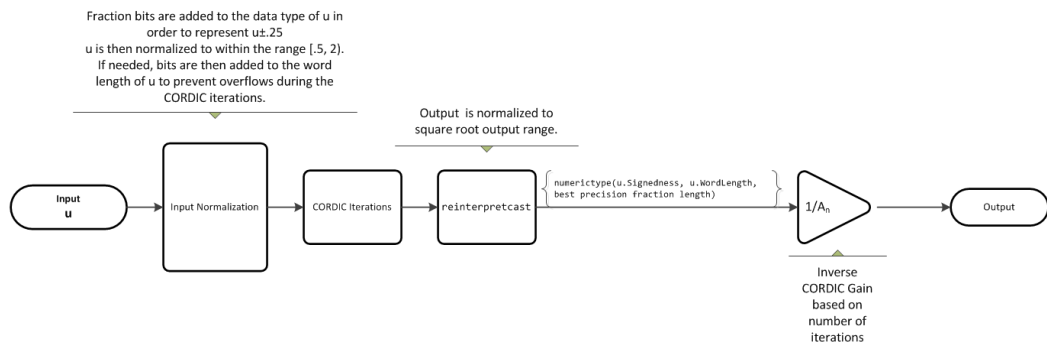 Fraction bits are added to the data type of u in
order to represent u±.25
u is then normalized to within the range [.5, 2).
If needed, bits are then added to the word
length of u to prevent overflows during the
CORDIC iterations.
Output is normalized to
square root output range.
Input
u
Input Normalization
CORDIC Iterations
reinterpretcast
numerictype(u.Signedness, u.WordLength,
best precision fraction length)
1/Aₙ
Output
Inverse
CORDIC Gain
based on
number of
iterations